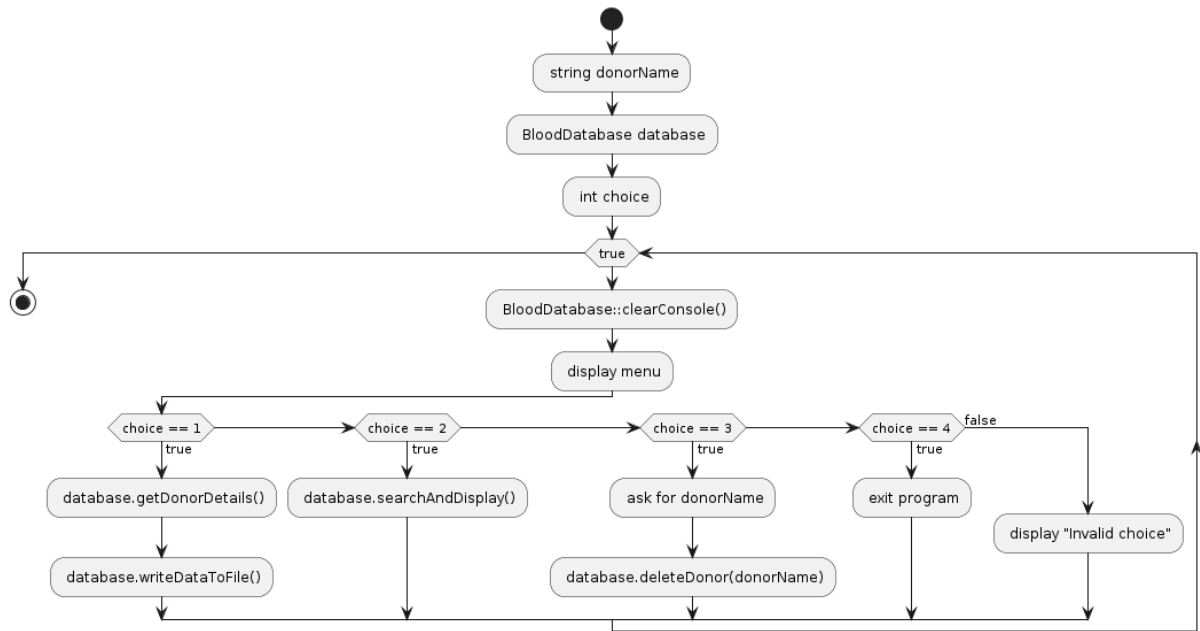 string donorName
BloodDatabase database
int choice
true
BloodDatabase::clearConsole()
display menu
choice == 1
choice == 2
choice == 3
choice == 4
false
true
true
true
true
database.getDonorDetails()
database.searchAndDisplay()
ask for donorName
exit program
display "Invalid choice"
database.writeDataToFile()
database.deleteDonor(donorName)